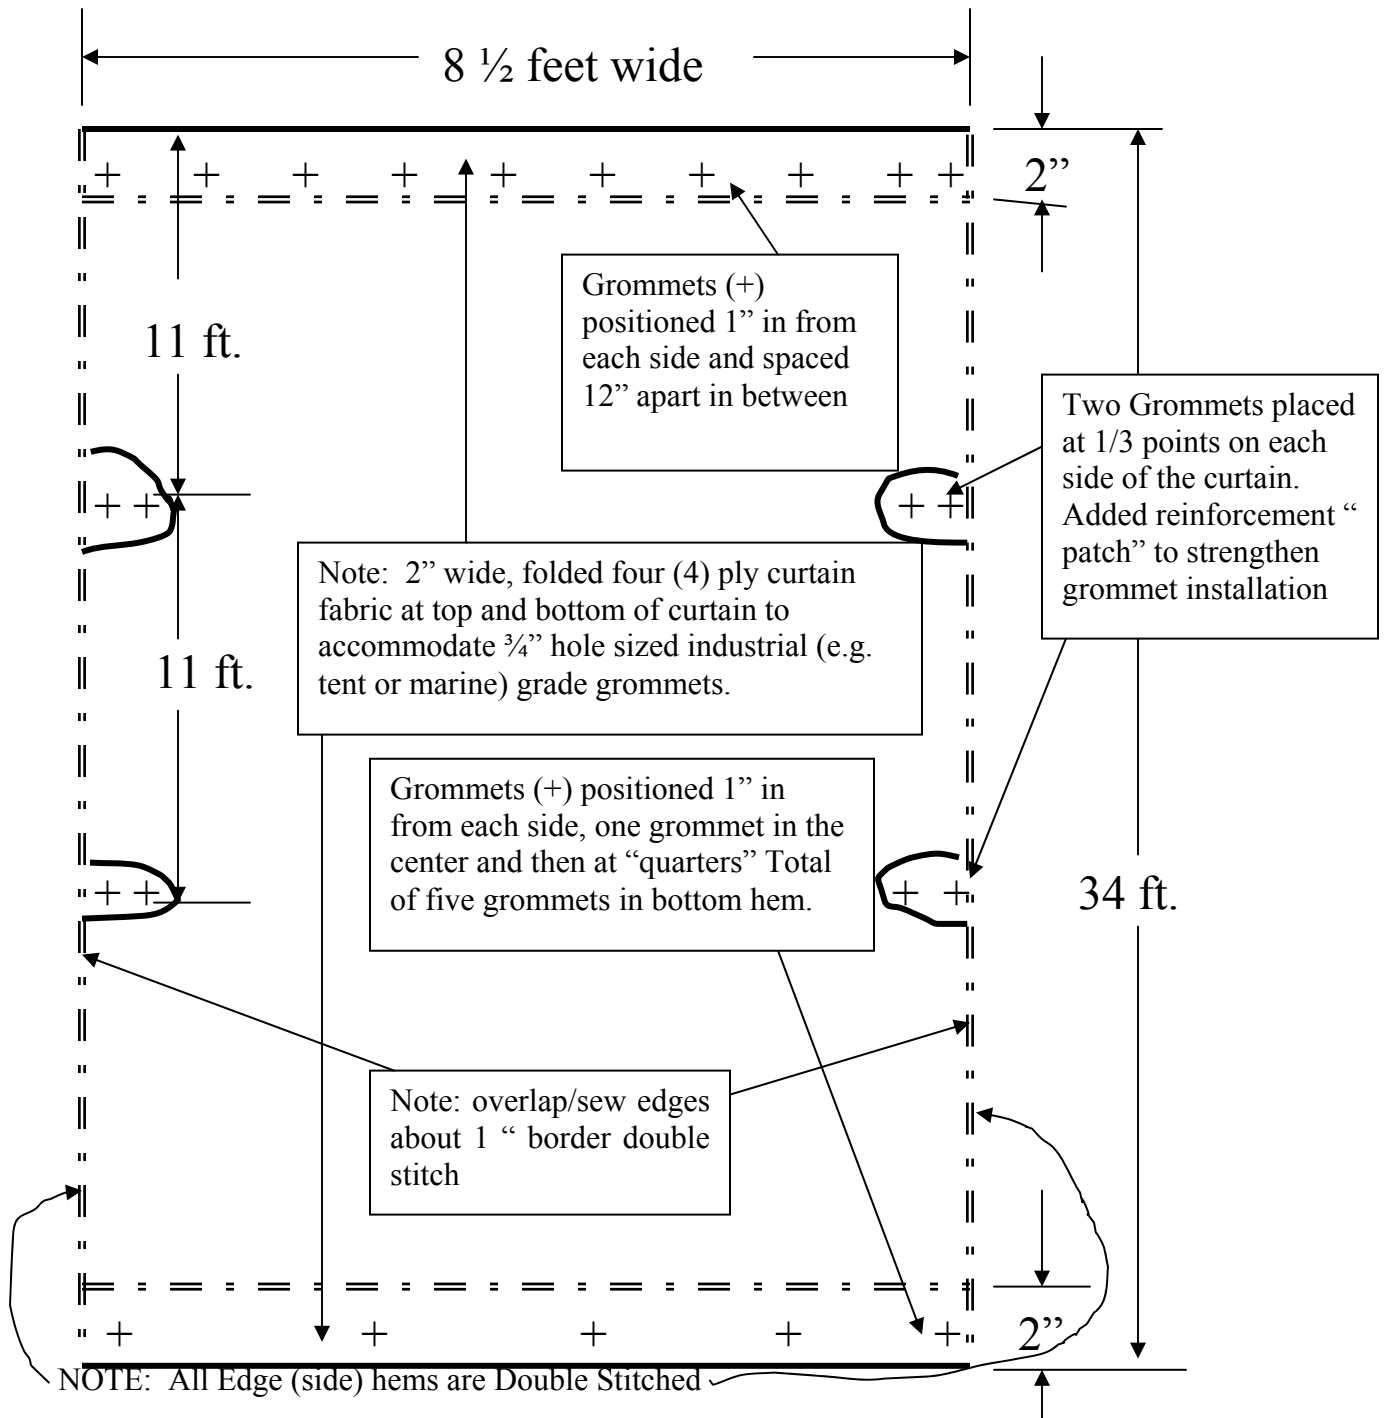 8 ½ feet wide
+ + + + + + + + + +
2”
Grommets (+)
positioned 1” in from
each side and spaced
12” apart in between
11 ft.
Two Grommets placed
at 1/3 points on each
side of the curtain.
Added reinforcement “
patch” to strengthen
grommet installation
+ + + +
Note: 2” wide, folded four (4) ply curtain
fabric at top and bottom of curtain to
accommodate ¾” hole sized industrial (e.g.
tent or marine) grade grommets.
11 ft.
Grommets (+) positioned 1” in
from each side, one grommet in the
center and then at “quarters” Total
of five grommets in bottom hem.
+ + + +
34 ft.
Note: overlap/sew edges
about 1 “ border double
stitch
+ + + + +
2”
NOTE: All Edge (side) hems are Double Stitched